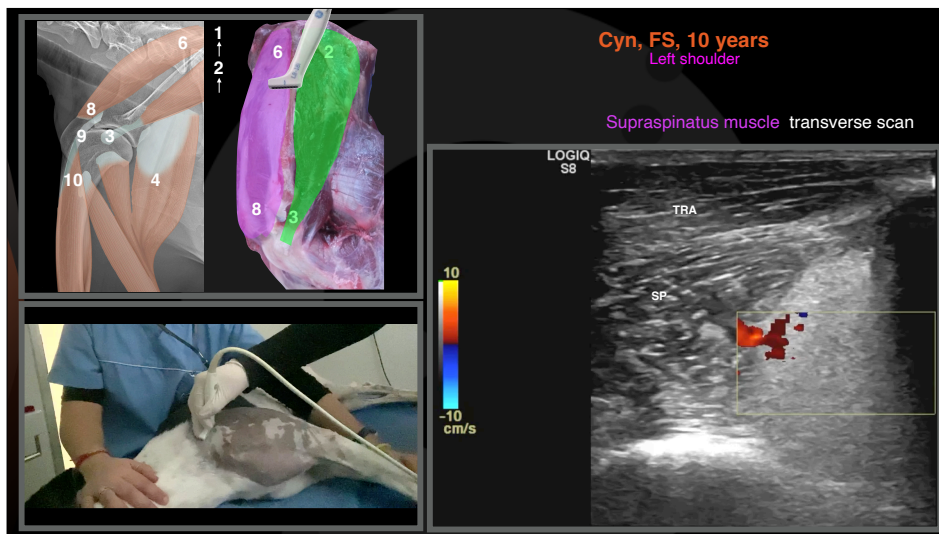 Cyn, FS, 10 years
Left shoulder
Supraspinatus muscle transverse scan
1
2
6
8
9
3
10
4
6
2
8
3
LOGIQ
S8
TRA
SP
10
-10
cm/s